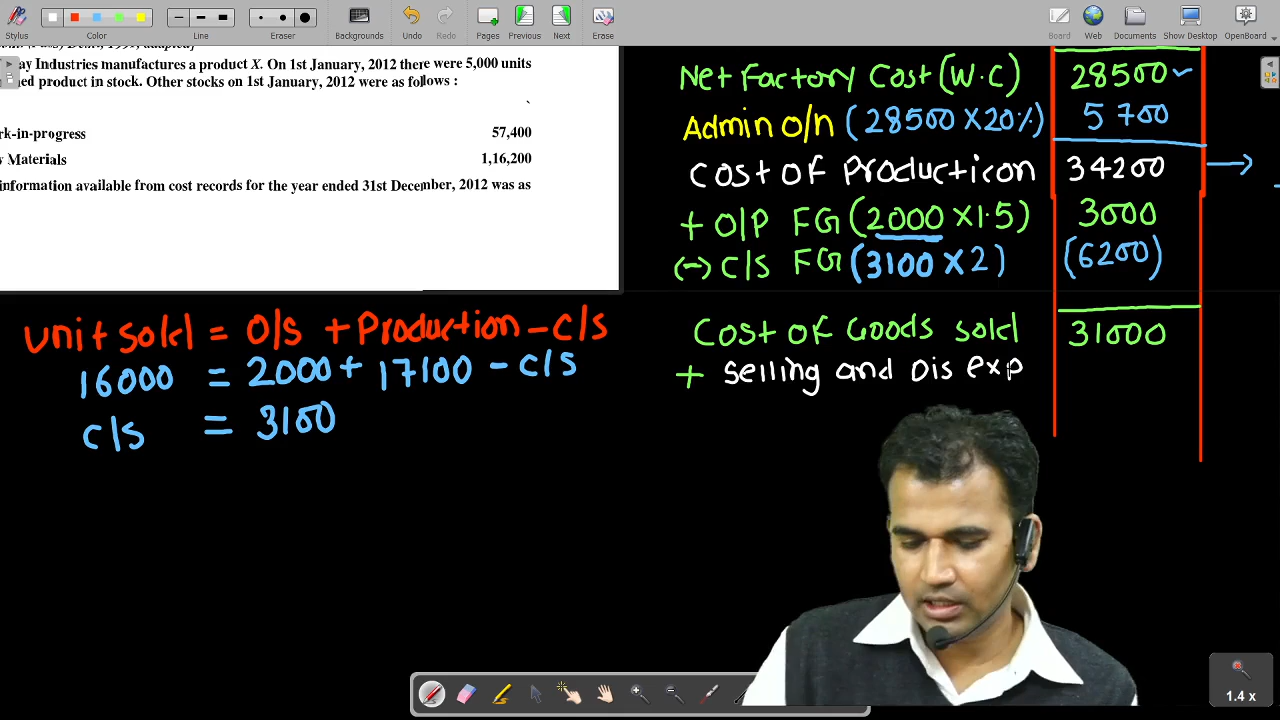 Stylus
Color
Line
Eraser
Backgrounds
Undo
Redo
Pages
Previous
Next
Erase
Board
Web
Documents
Show Desktop
OpenBoard
ay Industries manufactures a product X. On 1st January, 2012 there were 5,000 units
ed product in stock. Other stocks on 1st January, 2012 were as follows :
`
rk-in-progress 57,400
Materials 1,16,200
information available from cost records for the year ended 31st December, 2012 was as
Net Factory Cost (W.C) 28500
Admin O/h (28500 X20%) 5700
Cost Of Producticon 34200
+ O/P FG (2000 X1.5) 3000
(-) C/S FG (3100 X 2) (6200)
Cost Of Goods sold 31000
+ Selling and Dis exp
unit sold = O/s + Production - c/s
16000 = 2000 + 17100 - c/s
c/s = 3100
1.4 x